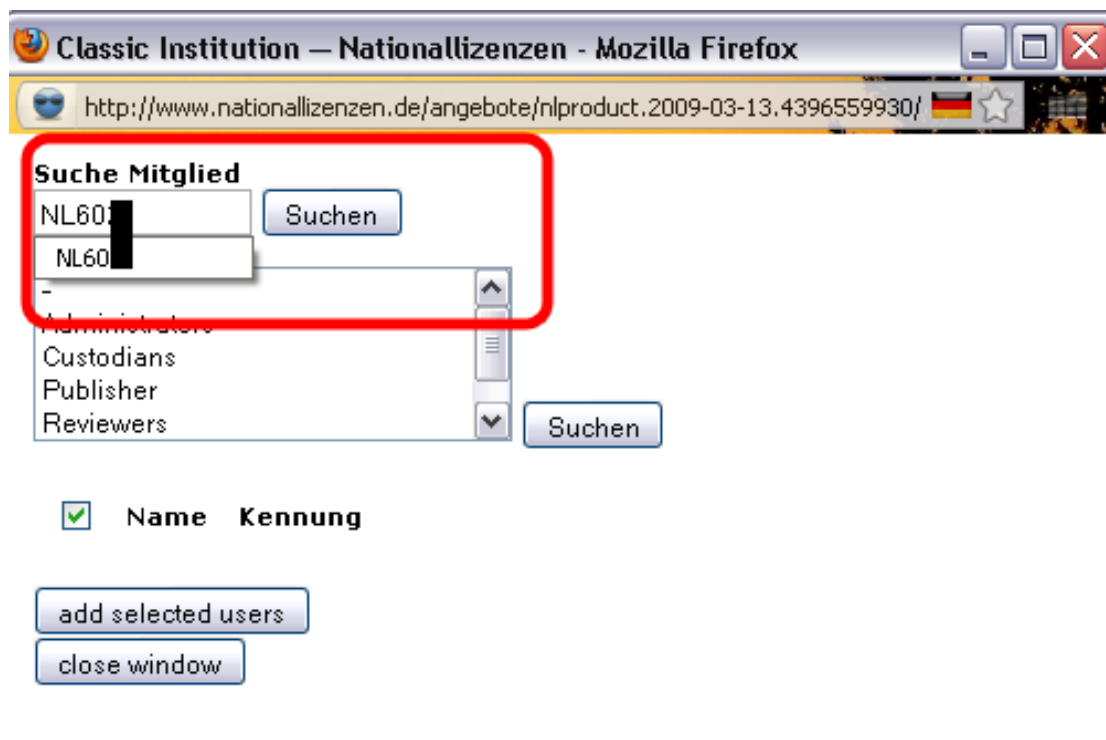 Classic Institution — Nationallizenzen - Mozilla Firefox
http://www.nationallizenzen.de/angebote/nlproduct.2009-03-13.4396559930/
Suche Mitglied
NL60 Suchen
NL60
-
Administrators
Custodians
Publisher
Reviewers Suchen
Name Kennung
add selected users
close window